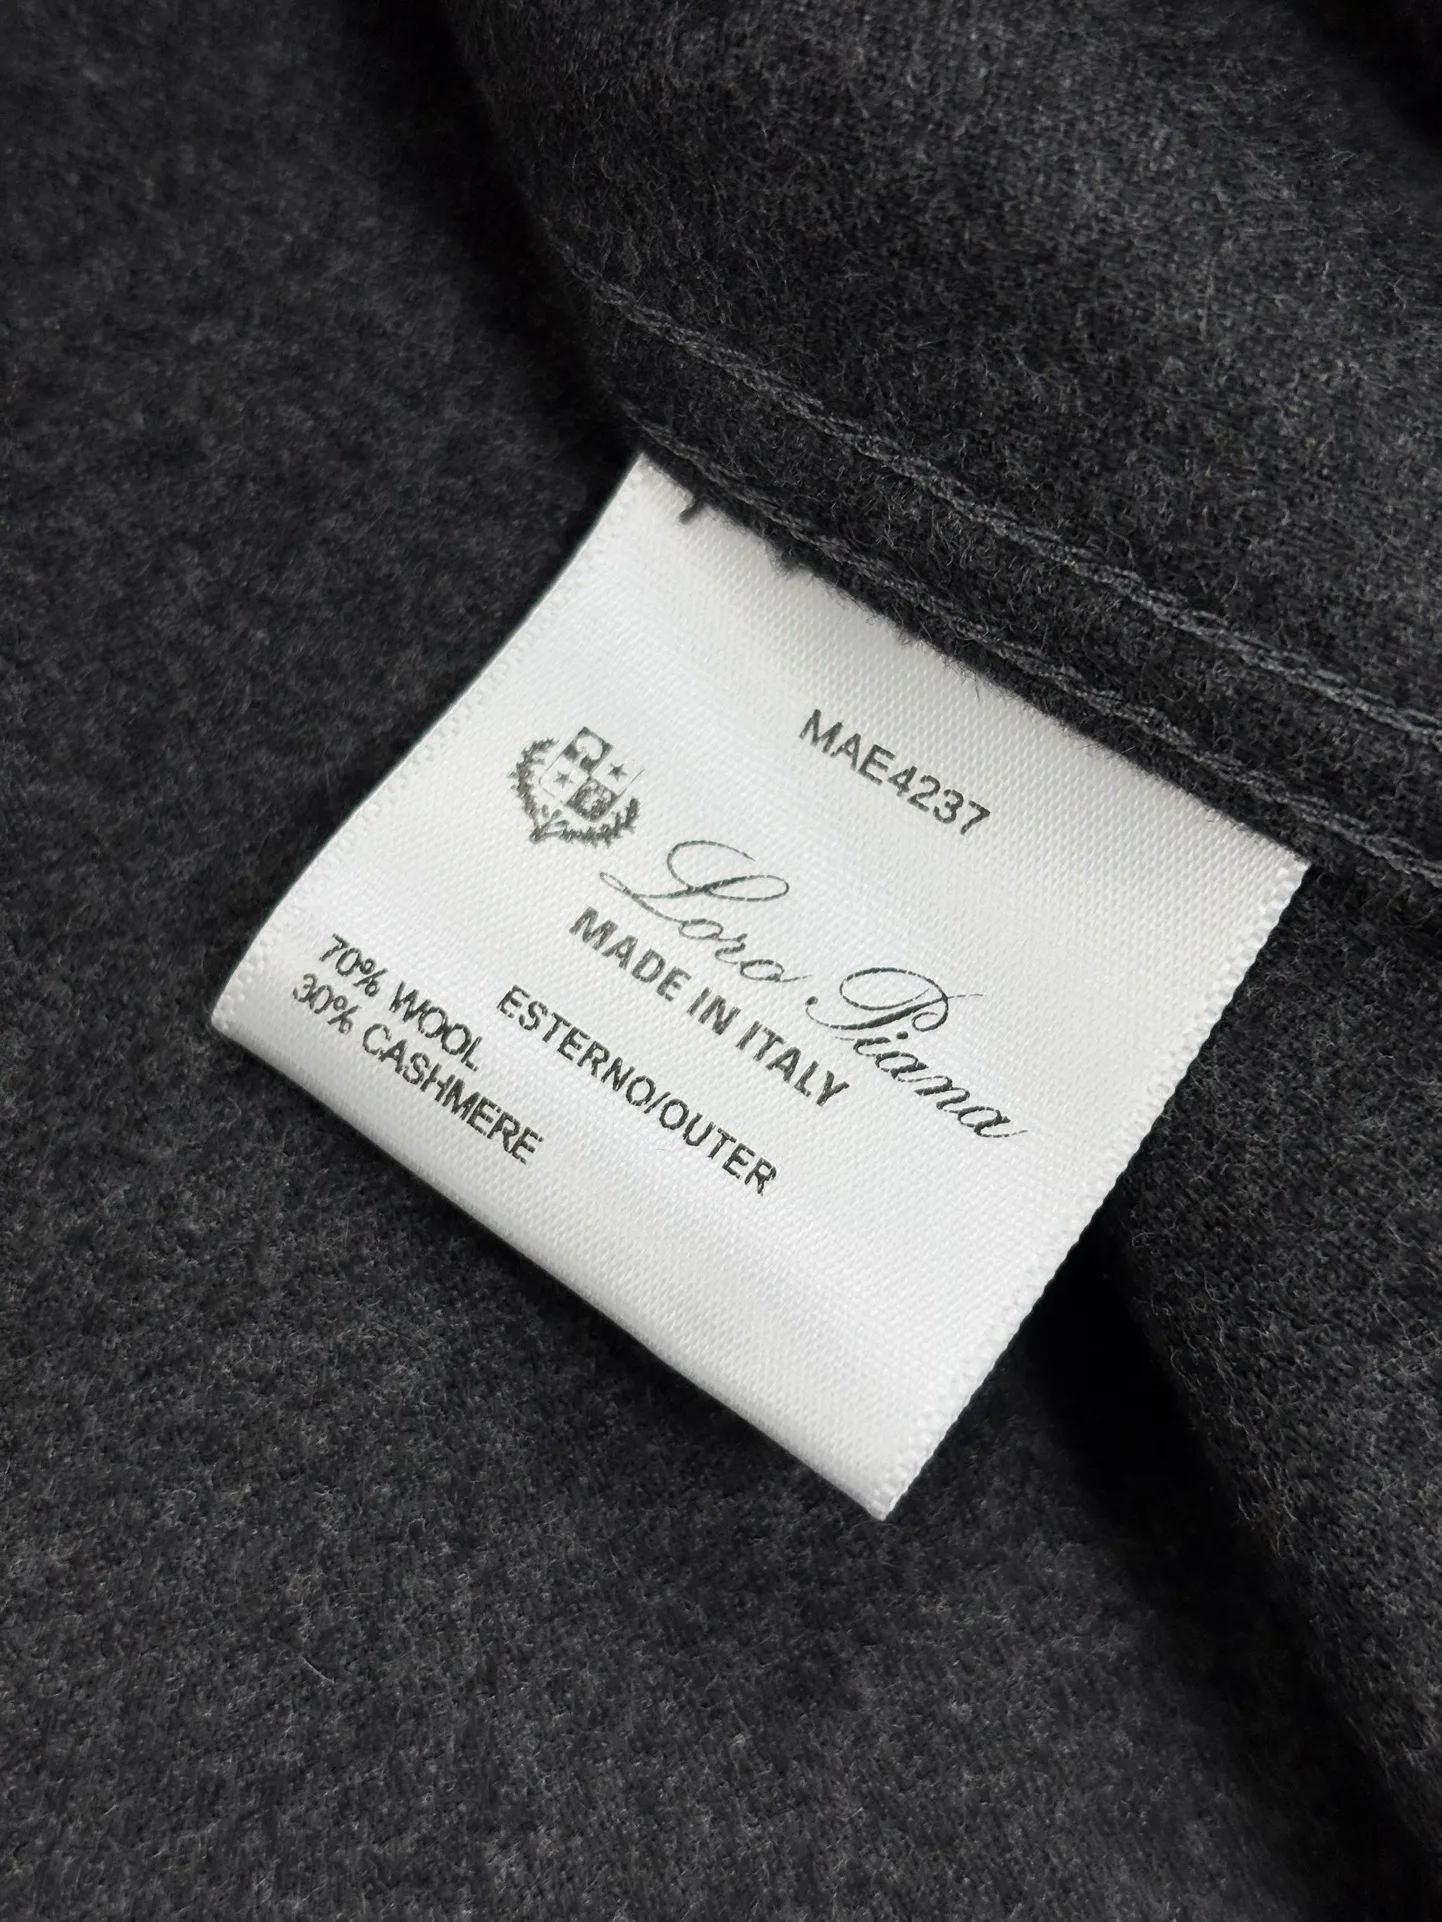 MAE4237
Loro Piana
MADE IN ITALY
ESTERNO/OUTER
70% WOOL
30% CASHMERE